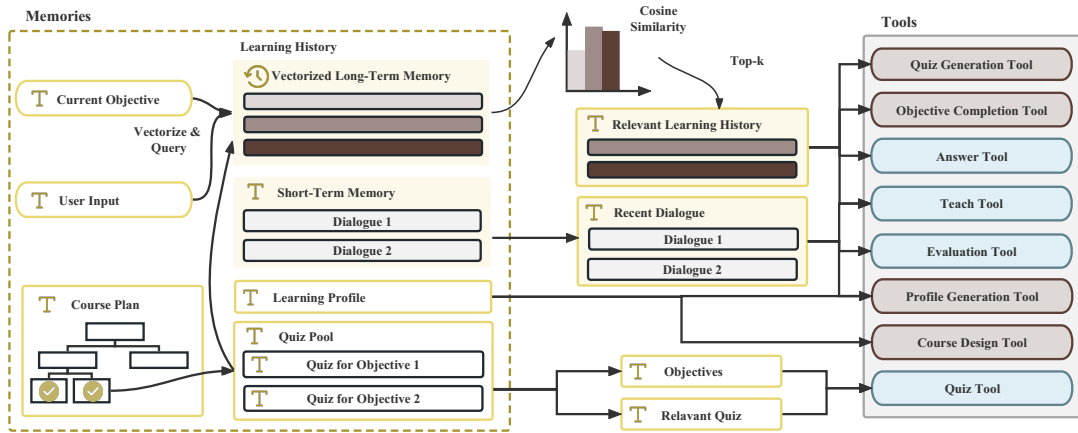 Memories
Learning History
Vectorized Long-Term Memory
Current Objective
Vectorize &
Query
User Input
Short-Term Memory
Dialogue 1
Dialogue 2
Learning Profile
Course Plan
Quiz Pool
Quiz for Objective 1
Quiz for Objective 2
Cosine
Similarity
Top-k
Relevant Learning History
Recent Dialogue
Dialogue 1
Dialogue 2
Objectives
Relavant Quiz
Tools
Quiz Generation Tool
Objective Completion Tool
Answer Tool
Teach Tool
Evaluation Tool
Profile Generation Tool
Course Design Tool
Quiz Tool